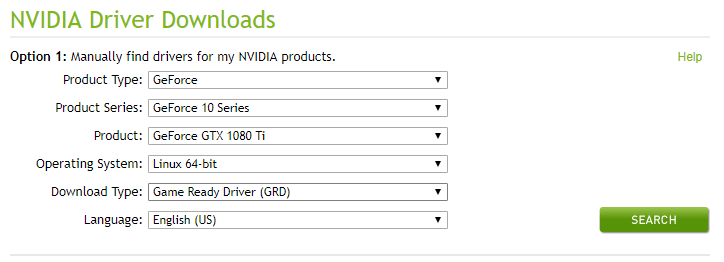 NVIDIA Driver Downloads
Option 1: Manually find drivers for my NVIDIA products. Help
Product Type: GeForce
Product Series: GeForce 10 Series
Product: GeForce GTX 1080 Ti
Operating System: Linux 64-bit
Download Type: Game Ready Driver (GRD)
Language: English (US)
SEARCH